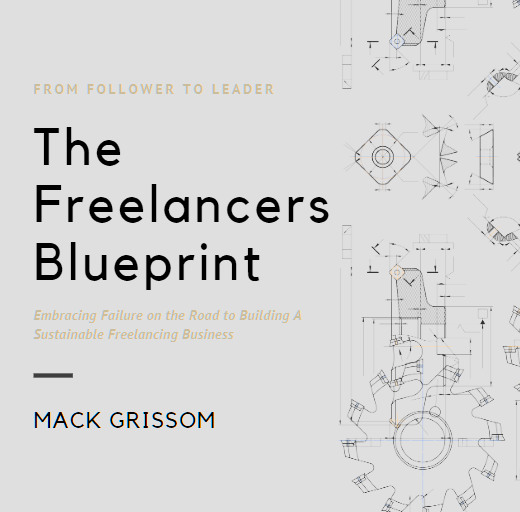 FROM FOLLOWER TO LEADER
The
Freelancers
Blueprint
Embracing Failure on the Road to Building A
Sustainable Freelancing Business
MACK GRISSOM